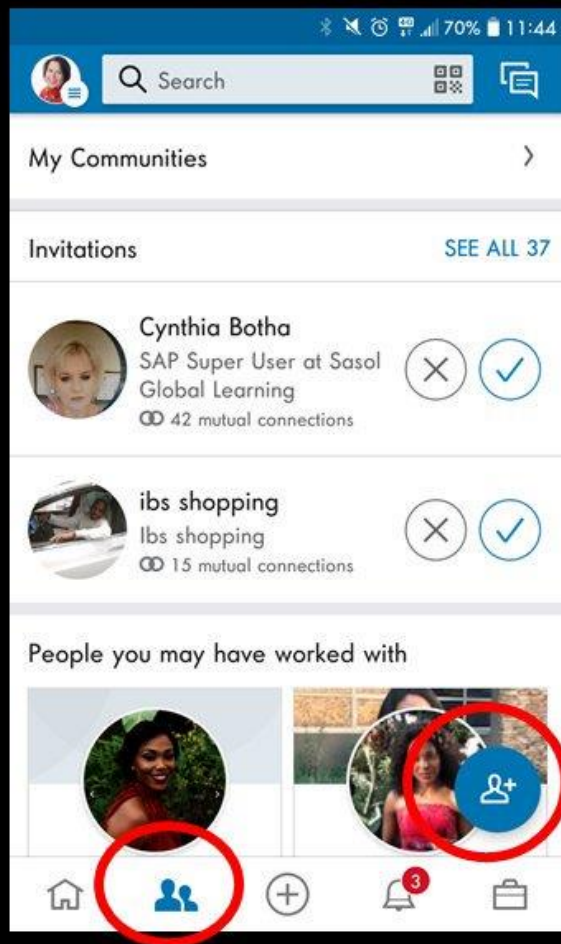 4G 70% 11:44
Search
My Communities
Invitations SEE ALL 37
Cynthia Botha
SAP Super User at Sasol
Global Learning
42 mutual connections
ibs shopping
Ibs shopping
15 mutual connections
People you may have worked with
3